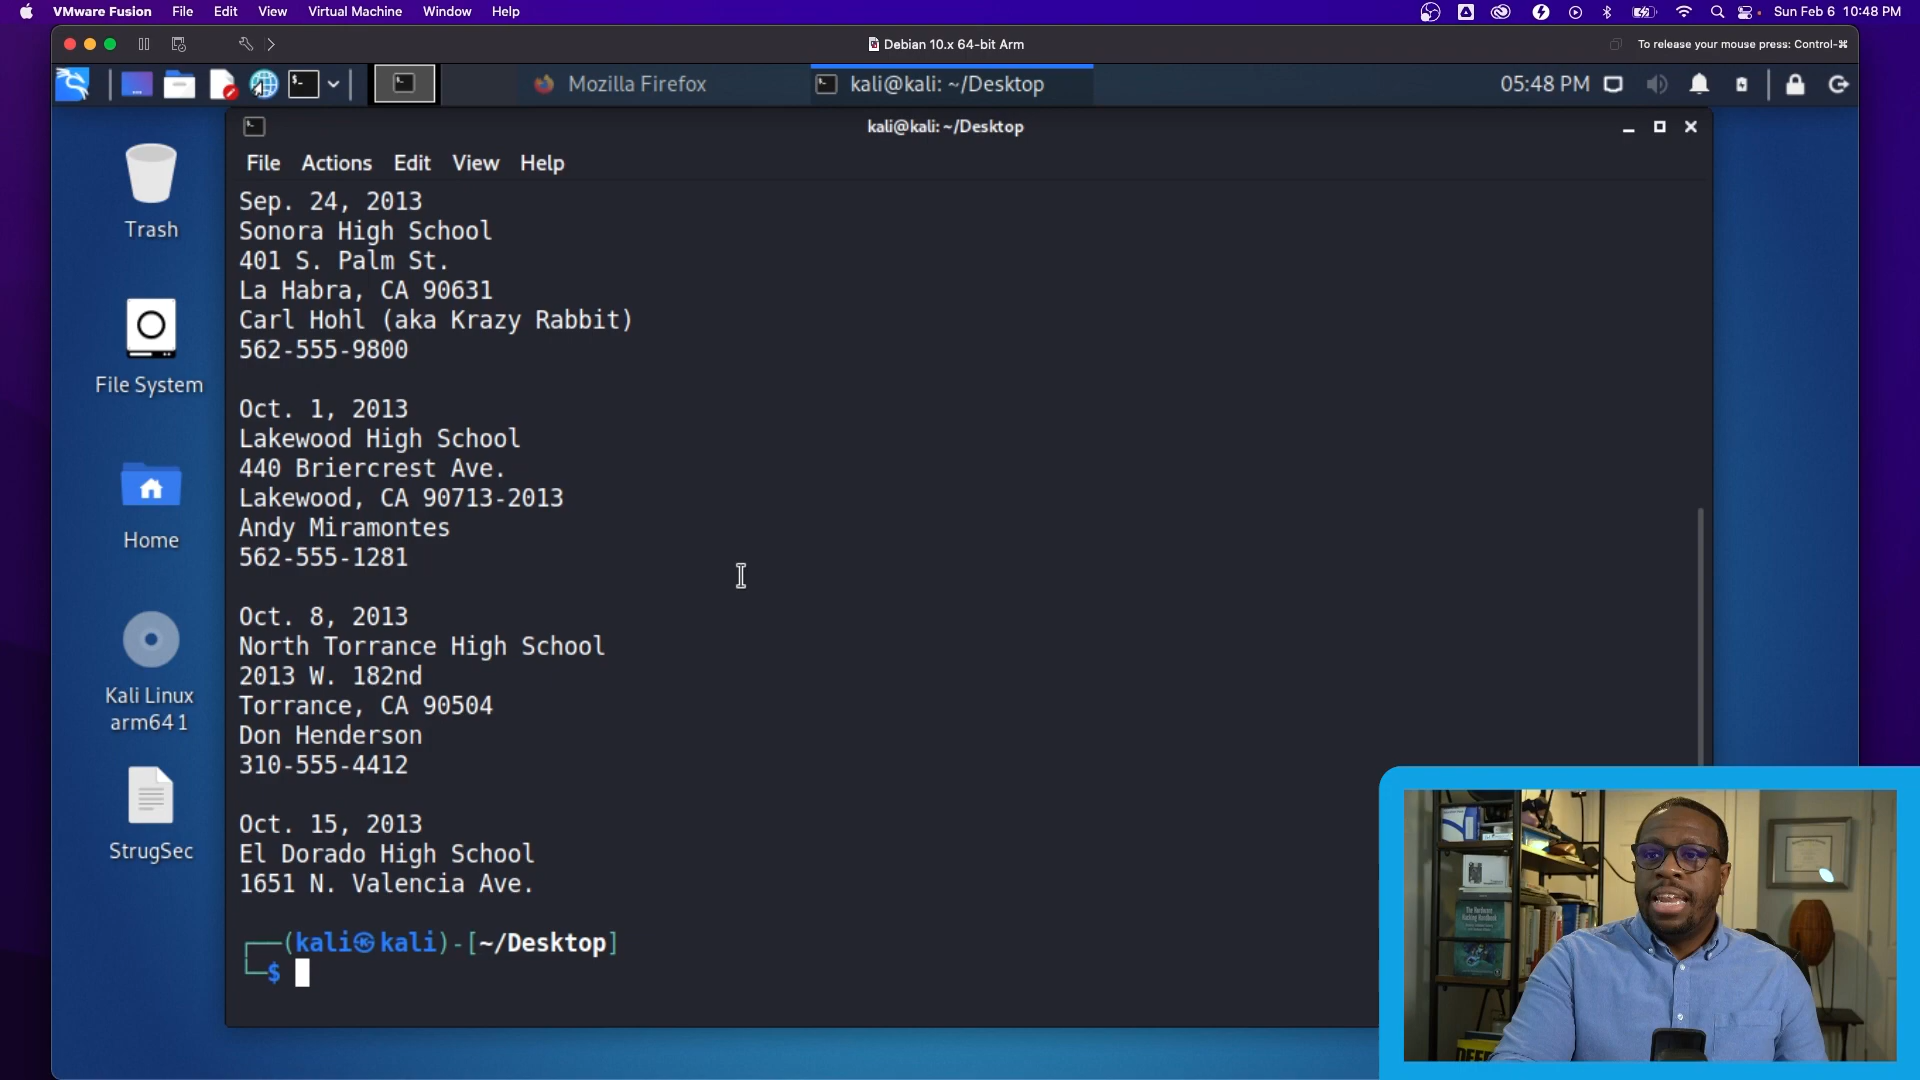 VMware Fusion File Edit View Virtual Machine Window Help Sun Feb 6 10:48 PM
Debian 10.x 64-bit Arm To release your mouse press: Control-⌘
Mozilla Firefox kali@kali: ~/Desktop 05:48 PM
kali@kali: ~/Desktop
File Actions Edit View Help
Trash
File System
Home
Kali Linux
arm64 1
StrugSec
Sep. 24, 2013
Sonora High School
401 S. Palm St.
La Habra, CA 90631
Carl Hohl (aka Krazy Rabbit)
562-555-9800
Oct. 1, 2013
Lakewood High School
440 Briercrest Ave.
Lakewood, CA 90713-2013
Andy Miramontes
562-555-1281
Oct. 8, 2013
North Torrance High School
2013 W. 182nd
Torrance, CA 90504
Don Henderson
310-555-4412
Oct. 15, 2013
El Dorado High School
1651 N. Valencia Ave.
┌──(kali㉿kali)-[~/Desktop]
└─$